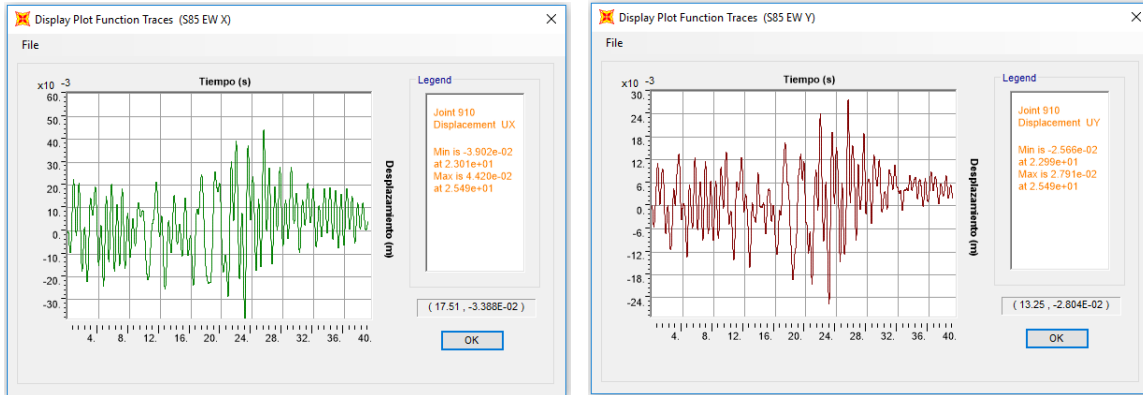 Display Plot Function Traces (S85 EW X)
File
x10 -3
Tiempo (s)
60.
50.
40.
30.
20.
10.
0.
-10.
-20.
-30.
4. 8. 12. 16. 20. 24. 28. 32. 36. 40.
Desplazamiento (m)
Legend
Joint 910
Displacement UX
Min is -3.902e-02
at 2.301e+01
Max is 4.420e-02
at 2.549e+01
( 17.51 , -3.388E-02 )
OK
Display Plot Function Traces (S85 EW Y)
File
x10 -3
Tiempo (s)
30.
24.
18.
12.
6.
0.
-6.
-12.
-18.
-24.
4. 8. 12. 16. 20. 24. 28. 32. 36. 40.
Desplazamiento (m)
Legend
Joint 910
Displacement UY
Min is -2.566e-02
at 2.299e+01
Max is 2.791e-02
at 2.549e+01
( 13.25 , -2.804E-02 )
OK